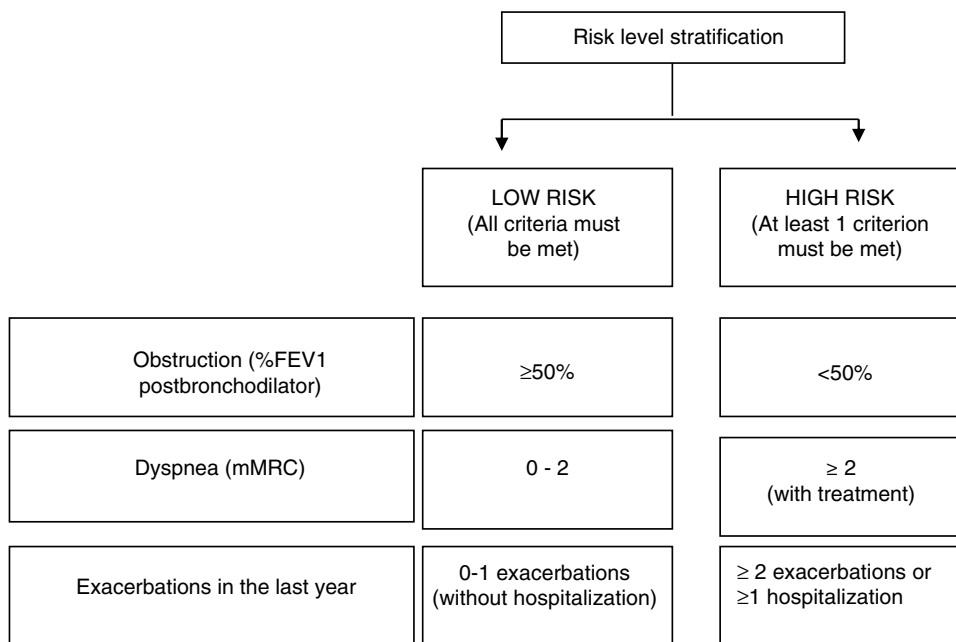 Risk level stratification
LOW RISK
(All criteria must
be met)
HIGH RISK
(At least 1 criterion
must be met)
Obstruction (%FEV1
postbronchodilator)
≥50%
<50%
Dyspnea (mMRC)
0 - 2
≥ 2
(with treatment)
Exacerbations in the last year
0-1 exacerbations
(without hospitalization)
≥ 2 exacerbations or
≥1 hospitalization